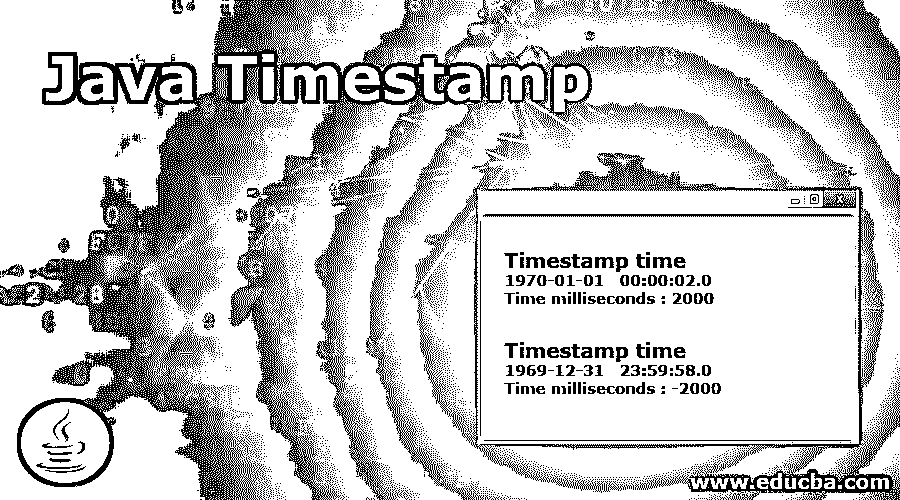 Java Timestamp
Timestamp time
1970-01-01 00:00:02.0
Time milliseconds : 2000
Timestamp time
1969-12-31 23:59:58.0
Time milliseconds : -2000
www.educba.com